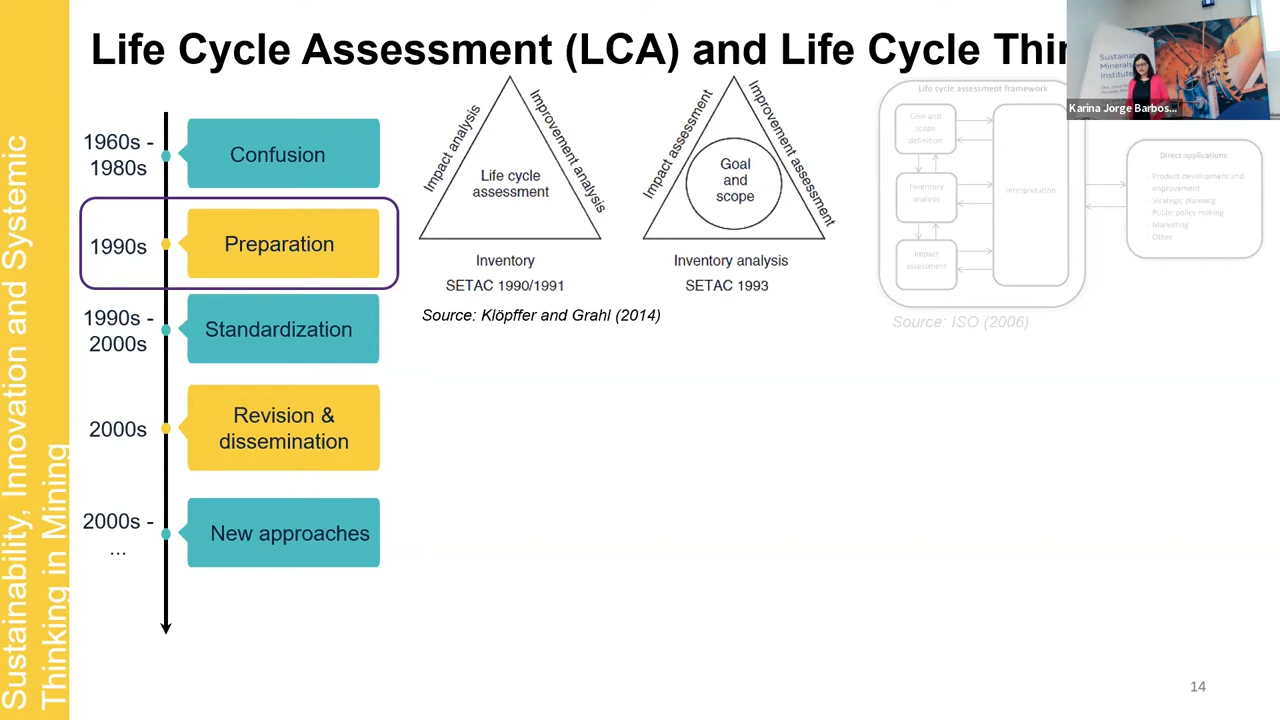 Life Cycle Assessment (LCA) and Life Cycle
Sustainability, Innovation and Systemic
Thinking in Mining
1960s -
1980s
Confusion
1990s
Preparation
1990s -
2000s
Standardization
2000s
Revision &
dissemination
2000s -
...
New approaches
Impact analysis
Improvement analysis
Life cycle
assessment
Inventory
SETAC 1990/1991
Impact assessment
Improvement assessment
Goal
and
scope
Inventory analysis
SETAC 1993
Source: Klöpffer and Grahl (2014)
Life cycle assessment framework
Goal and
scope
definition
Inventory
analysis
Impact
assessment
Interpretation
Direct applications:
- Product development and
improvement
- Strategic planning
- Public policy making
- Marketing
- Other
Source: ISO (2006)
Minerals
Institute
Karina Jorge Barbos...
14